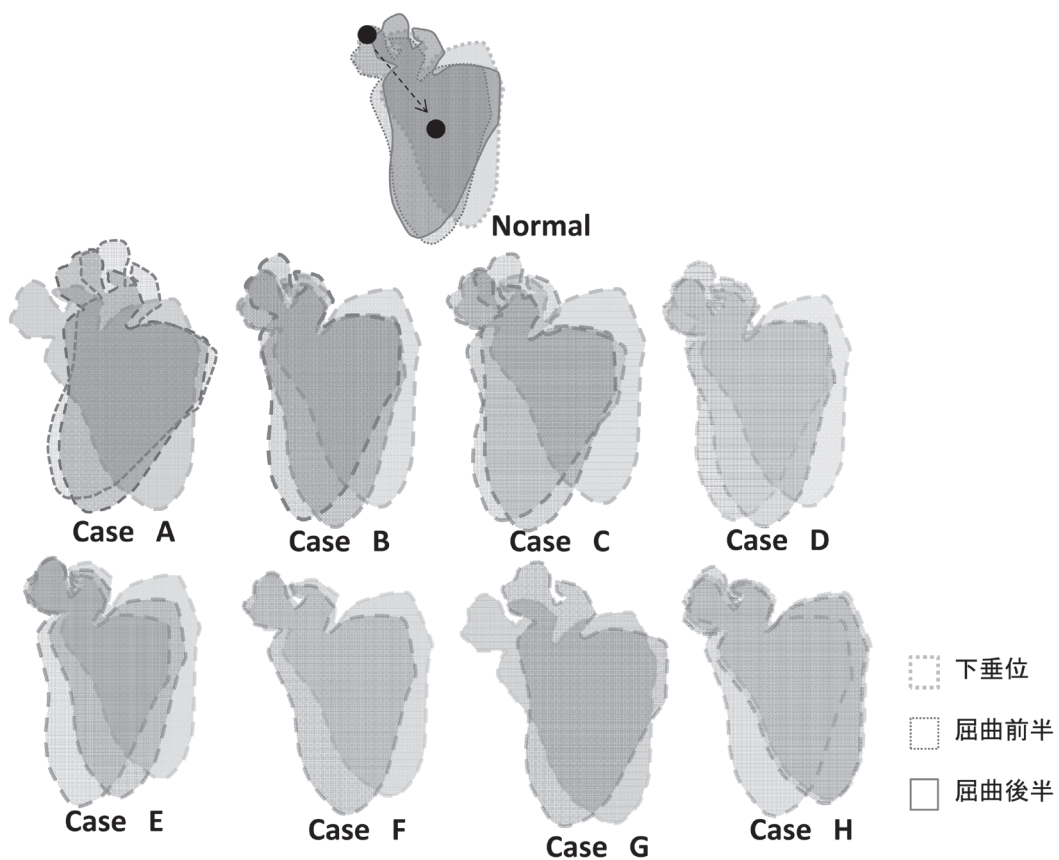 Normal
Case A
Case B
Case C
Case D
Case E
Case F
Case G
Case H
下垂位
屈曲前半
屈曲後半